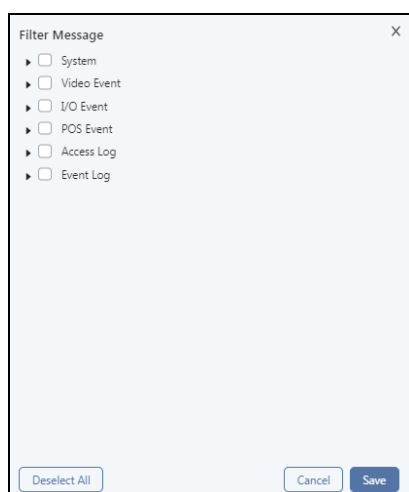 Filter Message
System
Video Event
I/O Event
POS Event
Access Log
Event Log
Deselect All
Cancel
Save